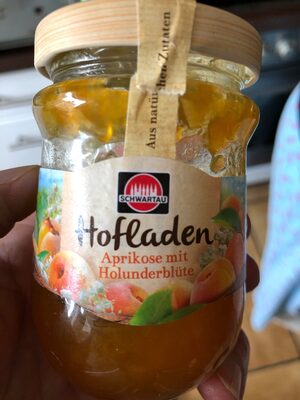 Aus natürlichen Zutaten
SCHWARTAU
Hofladen
Aprikose mit
Holunderblüte